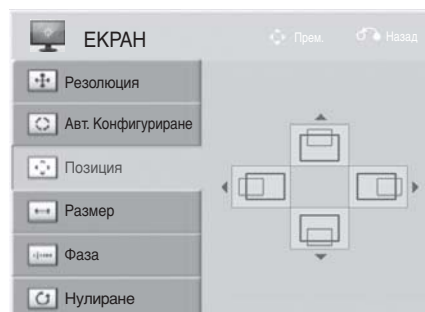 ЕКРАН
Прем.
Назад
Резолюция
Авт. Конфигуриране
Позиция
Размер
Фаза
Нулиране